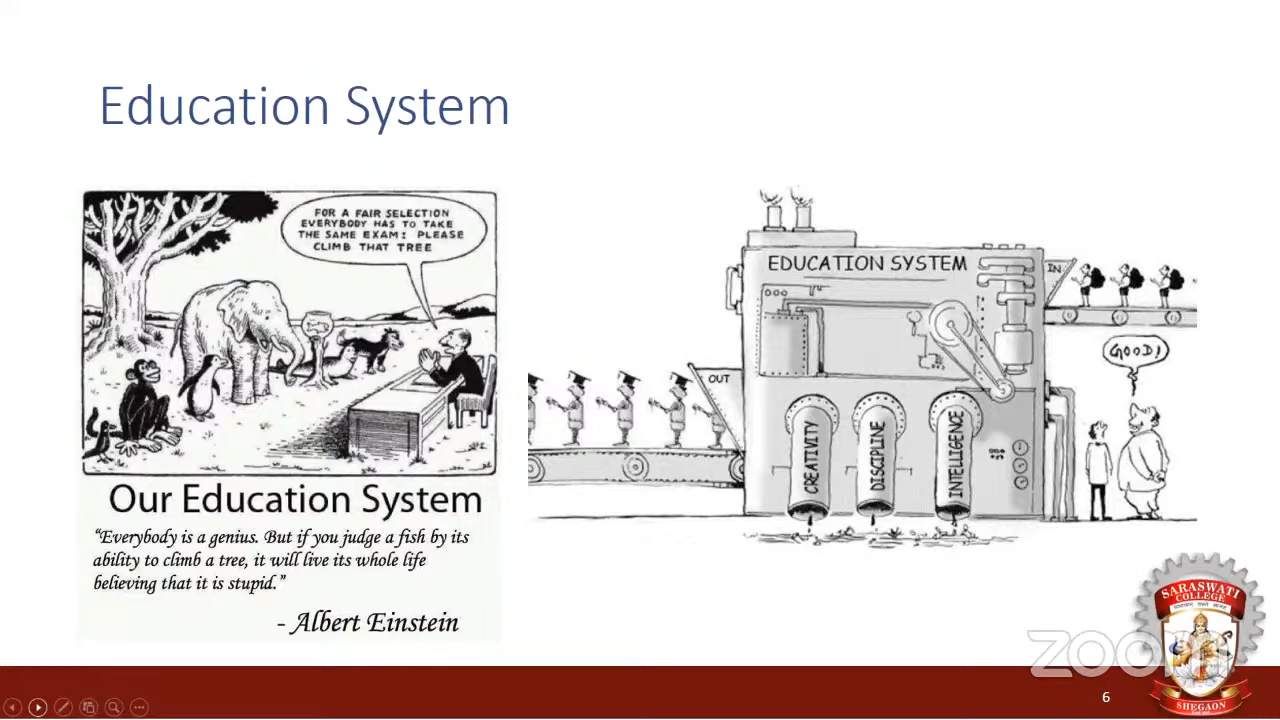 Education System
FOR A FAIR SELECTION
EVERYBODY HAS TO TAKE
THE SAME EXAM: PLEASE
CLIMB THAT TREE
Our Education System
“Everybody is a genius. But if you judge a fish by its
ability to climb a tree, it will live its whole life
believing that it is stupid.”
- Albert Einstein
EDUCATION SYSTEM
IN
GOOD!
OUT
CREATIVITY
DISCIPLINE
INTELLIGENCE
SARASWATI
COLLEGE
SHEGAON
zoom
6